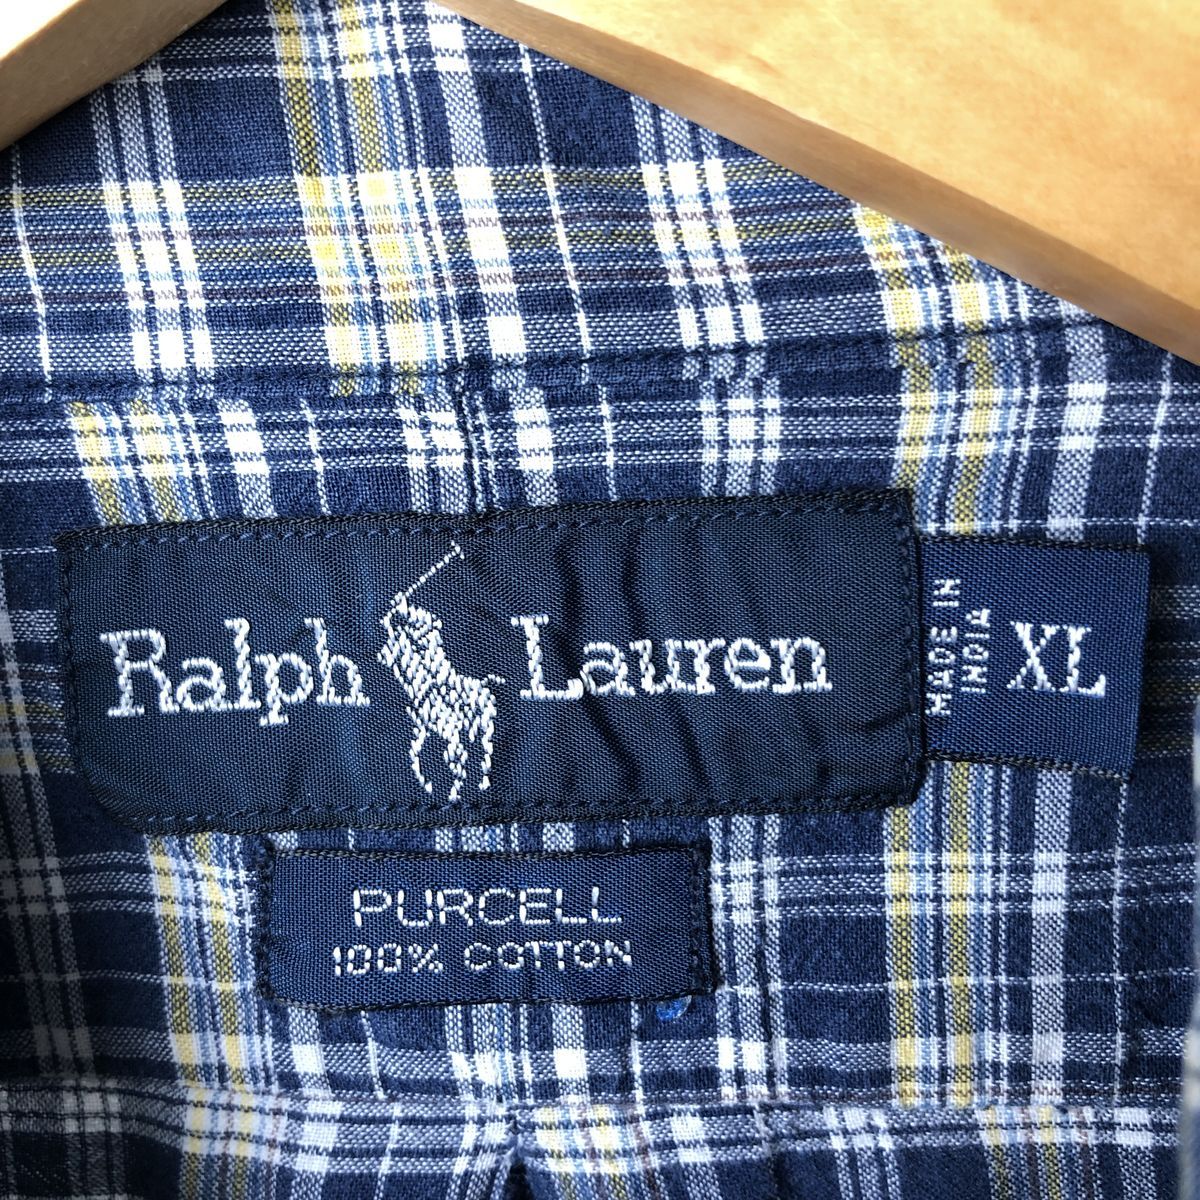 Ralph Lauren
MADE IN
INDIA
XL
PURCELL
100% COTTON